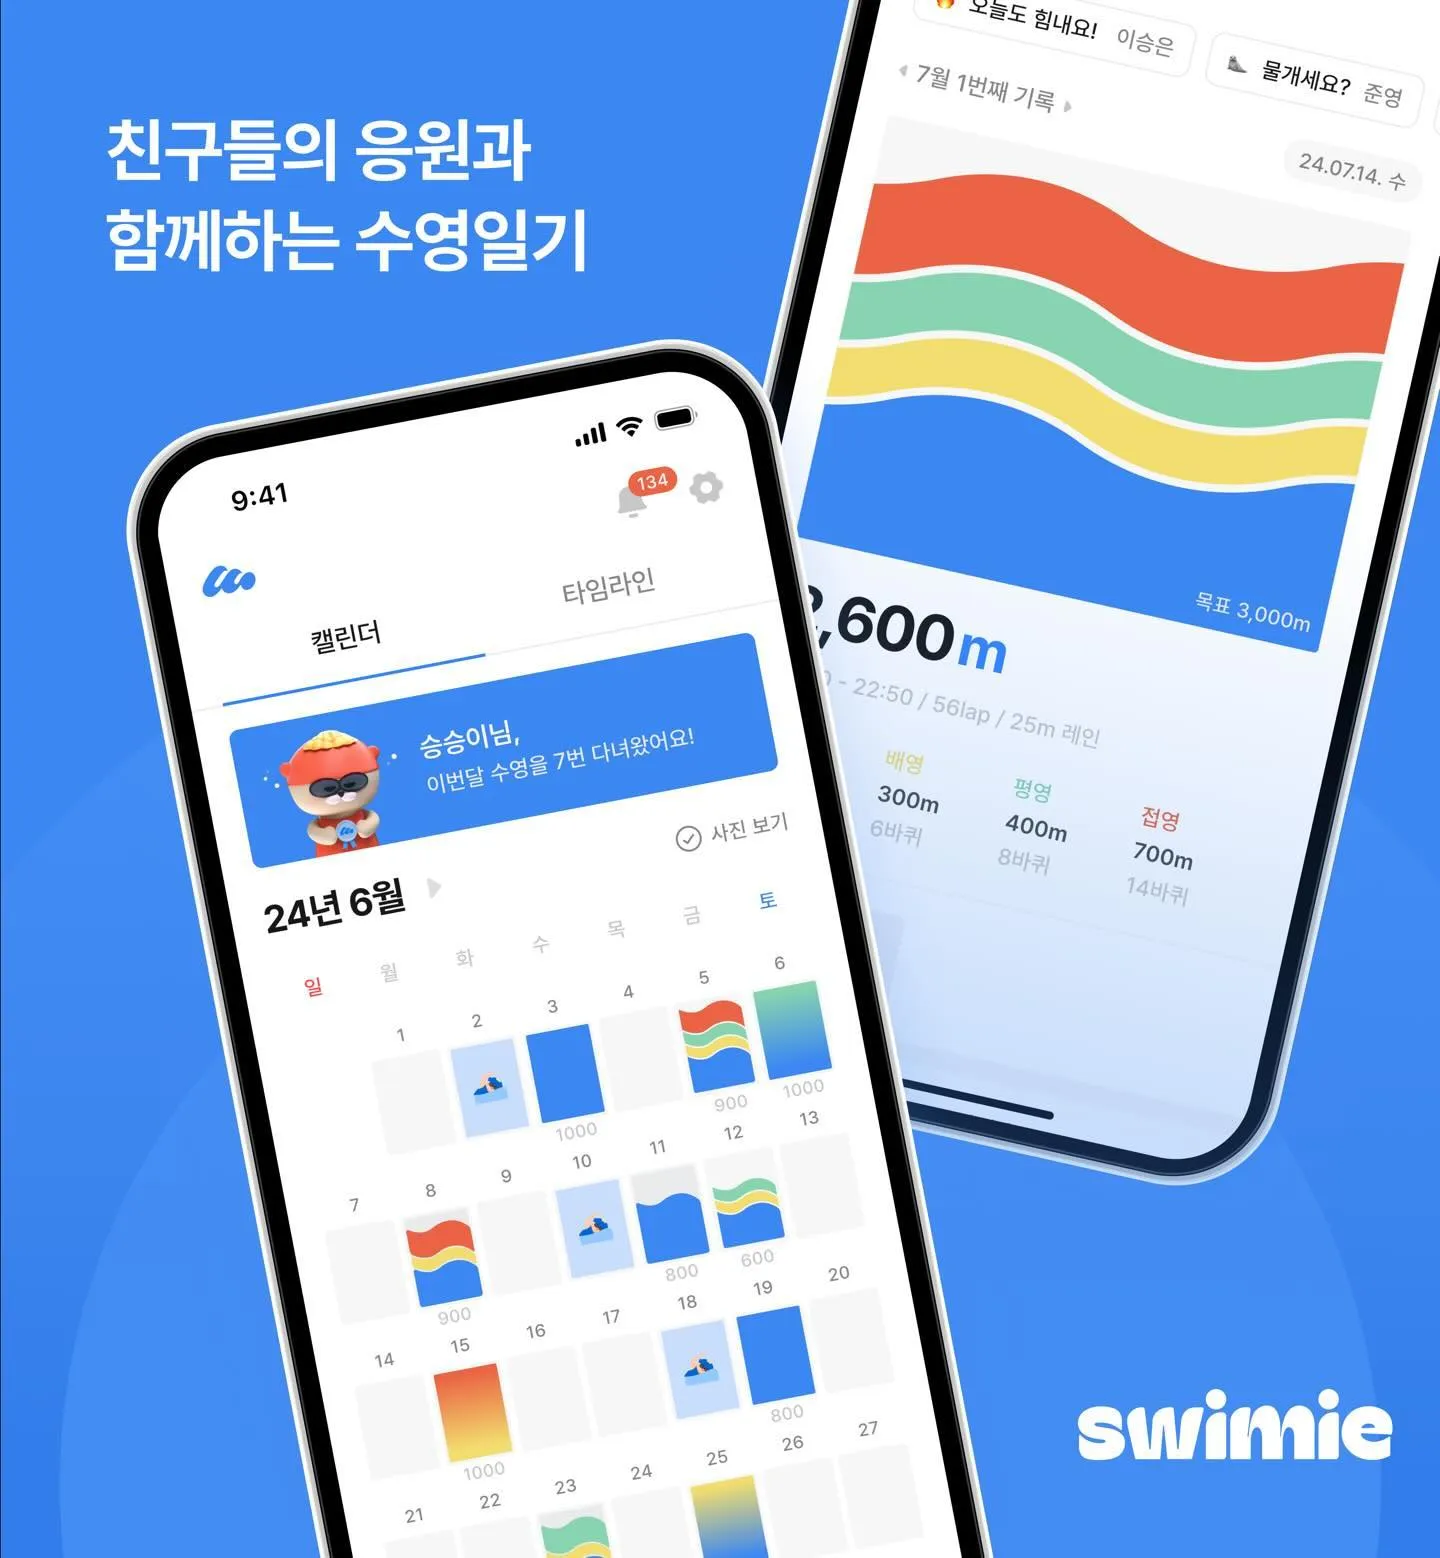 친구들의 응원과
함께하는 수영일기
오늘도 힘내요! 이승은
물개세요? 준영
7월 1번째 기록
24.07.14. 수
목표 3,000m
,600m
- 22:50 / 56lap / 25m 레인
배영 평영 접영
300m 400m 700m
6바퀴 8바퀴 14바퀴
9:41
134
캘린더 타임라인
승승이님,
이번달 수영을 7번 다녀왔어요!
사진 보기
24년 6월
일 월 화 수 목 금 토
1 2 3 4 5 6
1000 900 1000
7 8 9 10 11 12 13
900 800 600
14 15 16 17 18 19 20
1000 800
21 22 23 24 25 26 27
swimie